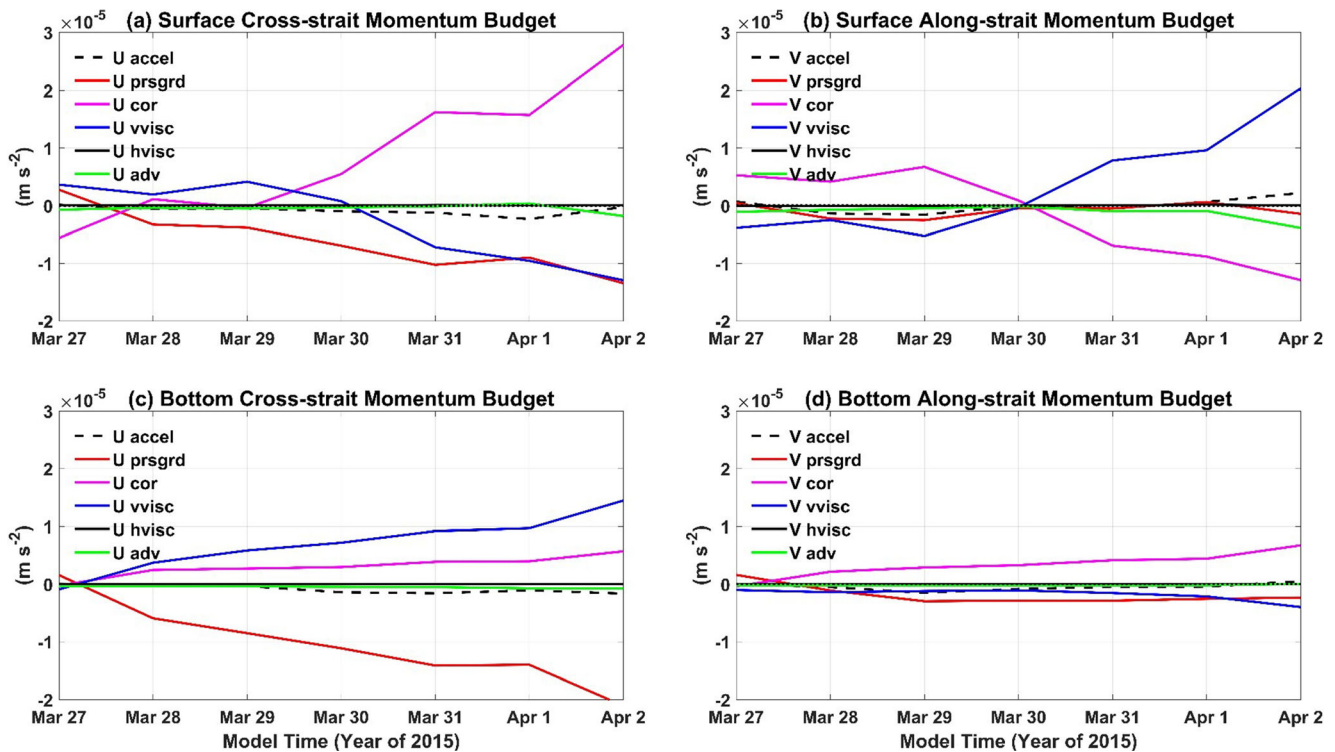 (a) Surface Cross-strait Momentum Budget
×10⁻⁵
3
2
1
0
-1
-2
(m s⁻²)
U accel
U prsgrd
U cor
U vvisc
U hvisc
U adv
Mar 27 Mar 28 Mar 29 Mar 30 Mar 31 Apr 1 Apr 2
(b) Surface Along-strait Momentum Budget
×10⁻⁵
3
2
1
0
-1
-2
(m s⁻²)
V accel
V prsgrd
V cor
V vvisc
V hvisc
V adv
Mar 27 Mar 28 Mar 29 Mar 30 Mar 31 Apr 1 Apr 2
(c) Bottom Cross-strait Momentum Budget
×10⁻⁵
3
2
1
0
-1
-2
(m s⁻²)
U accel
U prsgrd
U cor
U vvisc
U hvisc
U adv
Mar 27 Mar 28 Mar 29 Mar 30 Mar 31 Apr 1 Apr 2
Model Time (Year of 2015)
(d) Bottom Along-strait Momentum Budget
×10⁻⁵
3
2
1
0
-1
-2
(m s⁻²)
V accel
V prsgrd
V cor
V vvisc
V hvisc
V adv
Mar 27 Mar 28 Mar 29 Mar 30 Mar 31 Apr 1 Apr 2
Model Time (Year of 2015)